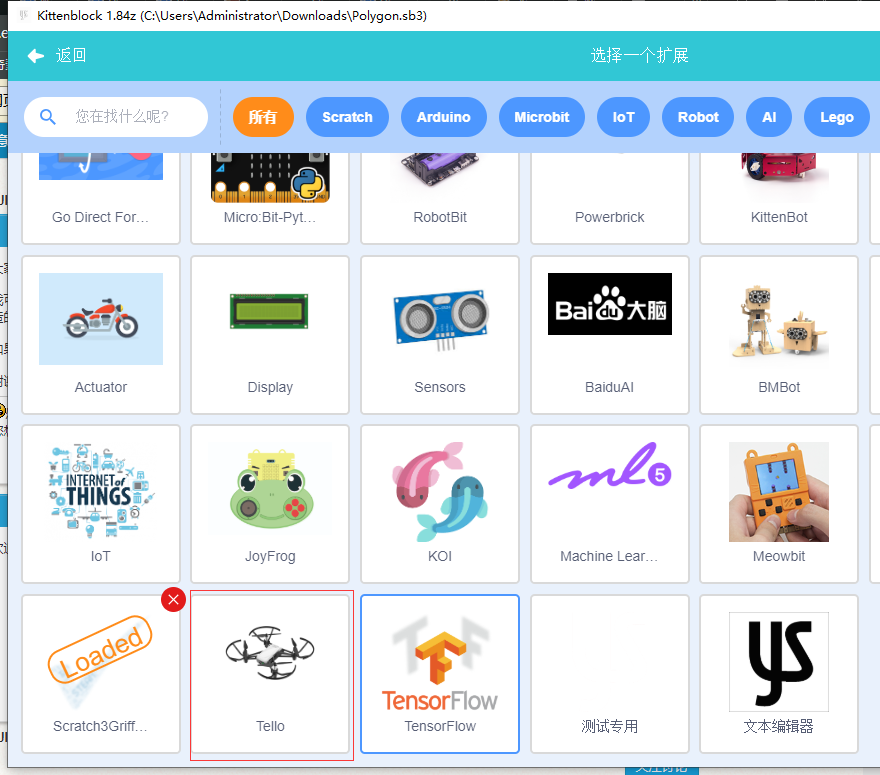 Kittenblock 1.84z (C:\Users\Administrator\Downloads\Polygon.sb3)
返回
选择一个扩展
您在找什么呢?
所有
Scratch
Arduino
Microbit
IoT
Robot
AI
Lego
Go Direct For...
Micro:Bit-Pyt...
RobotBit
Powerbrick
KittenBot
Actuator
Display
Sensors
Bai du 大脑
BaiduAI
BMBot
INTERNET of THINGS
IoT
JoyFrog
KOI
ml5
Machine Lear...
Meowbit
Loaded
Scratch3Griff...
Tello
TensorFlow
TensorFlow
测试专用
ys
文本编辑器